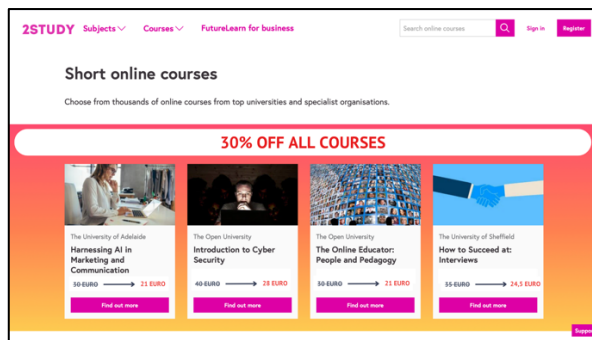 2STUDY Subjects Courses FutureLearn for business Search online courses Sign in Register
Short online courses
Choose from thousands of online courses from top universities and specialist organisations.
30% OFF ALL COURSES
The University of Adelaide
Harnessing AI in
Marketing and
Communication
30 EURO 21 EURO
Find out more
The Open University
Introduction to Cyber
Security
40 EURO 28 EURO
Find out more
The Open University
The Online Educator:
People and Pedagogy
30 EURO 21 EURO
Find out more
The University of Sheffield
How to Succeed at:
Interviews
35 EURO 24,5 EURO
Find out more
Suppo